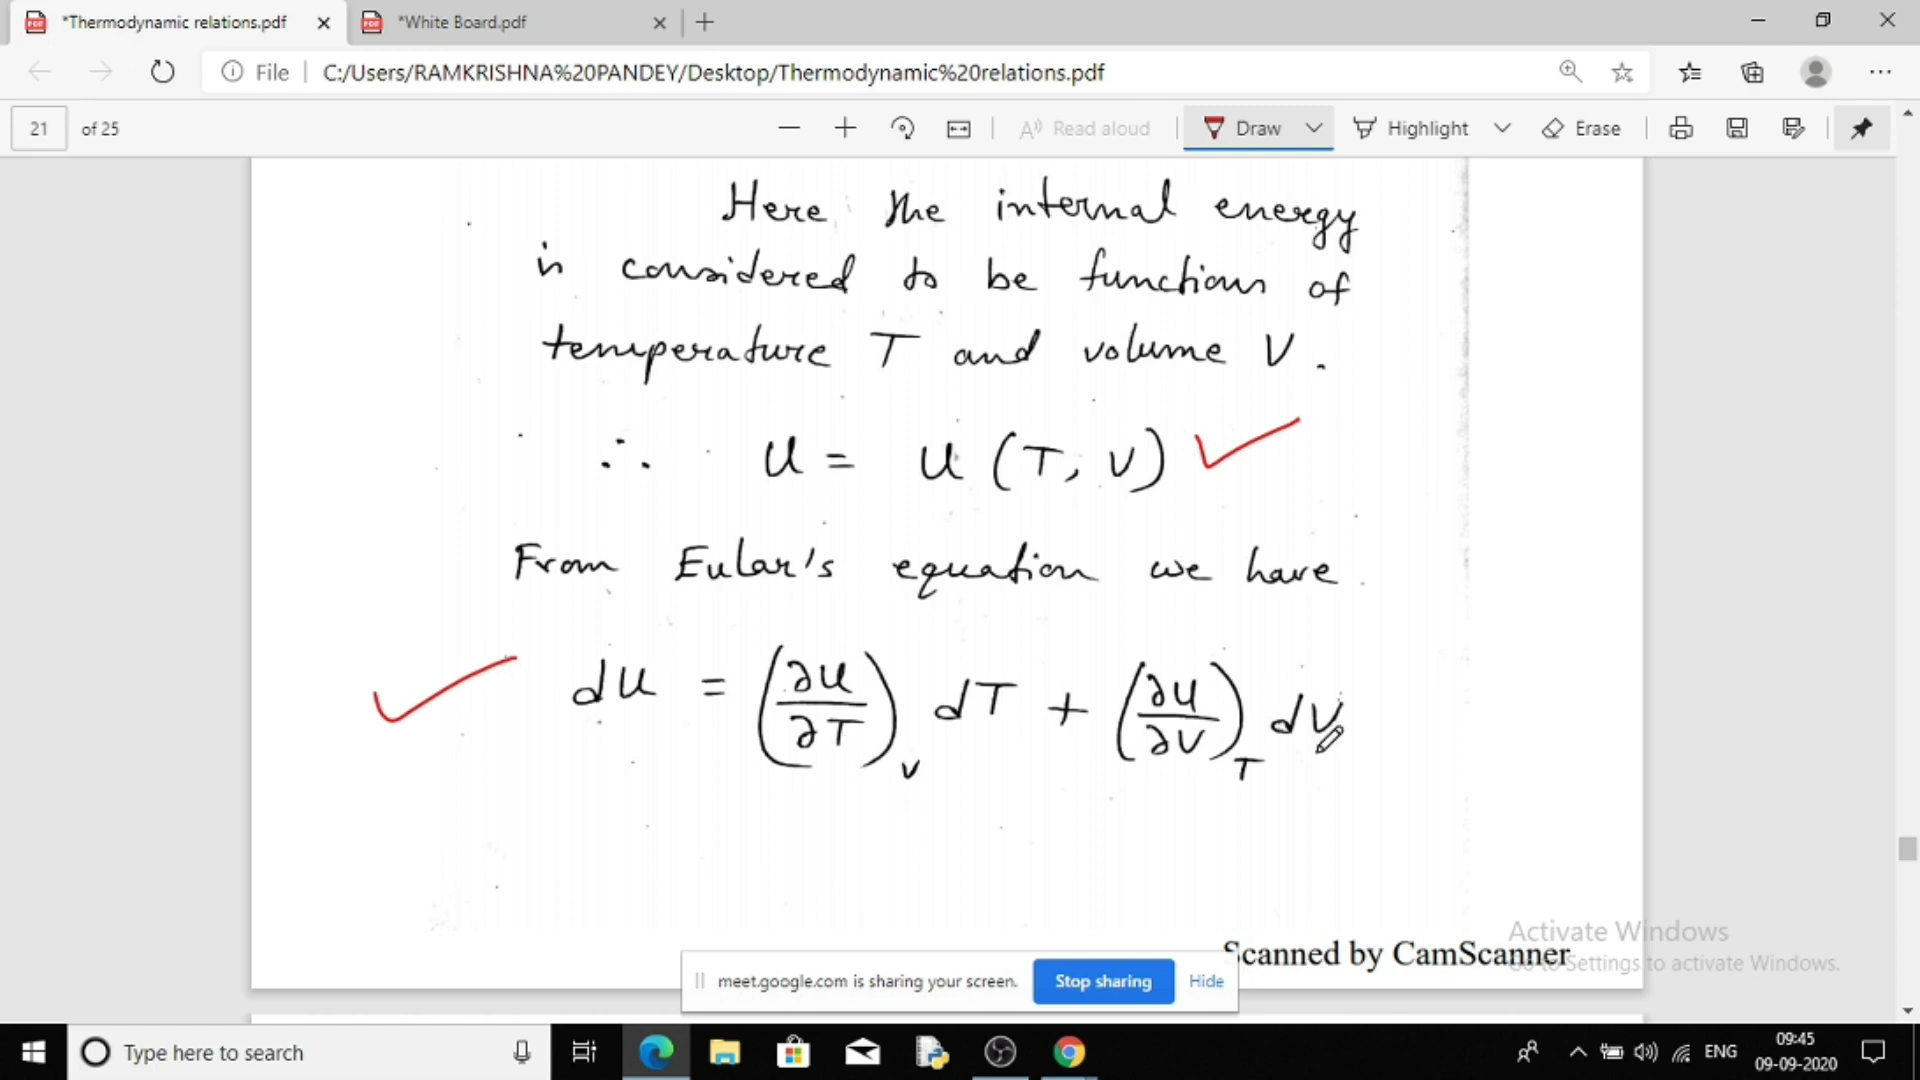 *Thermodynamic relations.pdf
*White Board.pdf
File
C:/Users/RAMKRISHNA%20PANDEY/Desktop/Thermodynamic%20relations.pdf
21 of 25
Read aloud
Draw
Highlight
Erase
Here the internal energy
is considered to be functions of
temperature T and volume V.
∴ U = U (T, V)
From Eular's equation we have
dU = (∂U/∂T)_V dT + (∂U/∂V)_T dV
Activate Windows
Scanned by CamScanner
Go to Settings to activate Windows.
meet.google.com is sharing your screen.
Stop sharing
Hide
Type here to search
ENG
09:45
09-09-2020